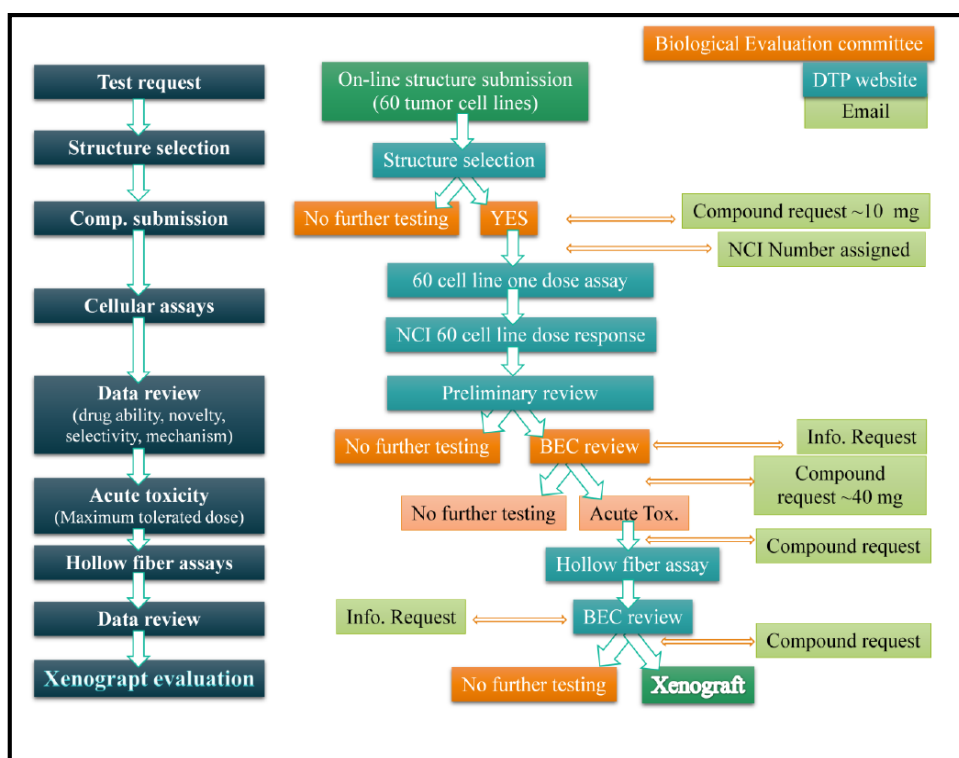 Test request
Structure selection
Comp. submission
Cellular assays
Data review
(drug ability, novelty,
selectivity, mechanism)
Acute toxicity
(Maximum tolerated dose)
Hollow fiber assays
Data review
Xenograpt evaluation
Biological Evaluation committee
DTP website
Email
On-line structure submission
(60 tumor cell lines)
Structure selection
No further testing
YES
Compound request ~10 mg
NCI Number assigned
60 cell line one dose assay
NCI 60 cell line dose response
Preliminary review
No further testing
BEC review
Info. Request
Compound
request ~40 mg
No further testing
Acute Tox.
Compound request
Hollow fiber assay
Info. Request
BEC review
Compound request
No further testing
Xenograft